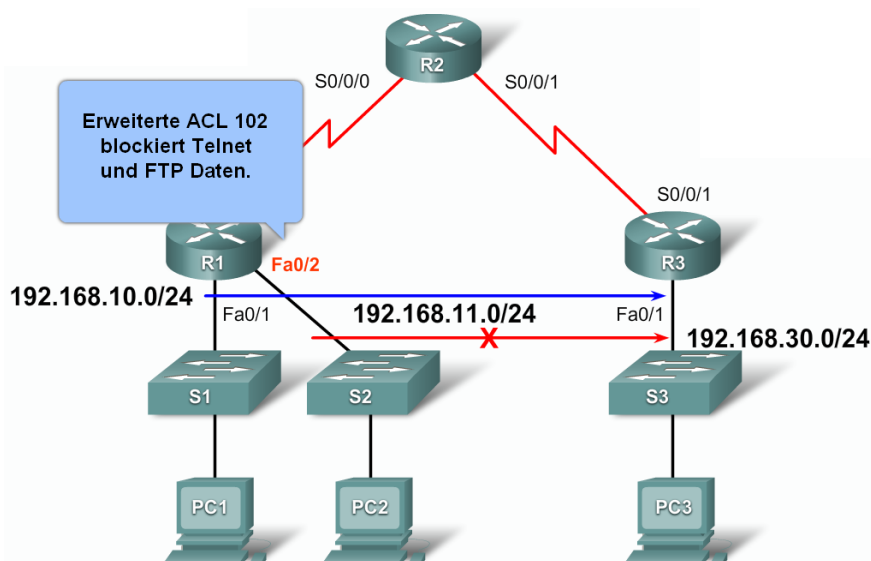 R2
S0/0/0
S0/0/1
Erweiterte ACL 102
blockiert Telnet
und FTP Daten.
S0/0/1
R1
Fa0/2
R3
192.168.10.0/24
Fa0/1
192.168.11.0/24
Fa0/1
X
192.168.30.0/24
S1
S2
S3
PC1
PC2
PC3